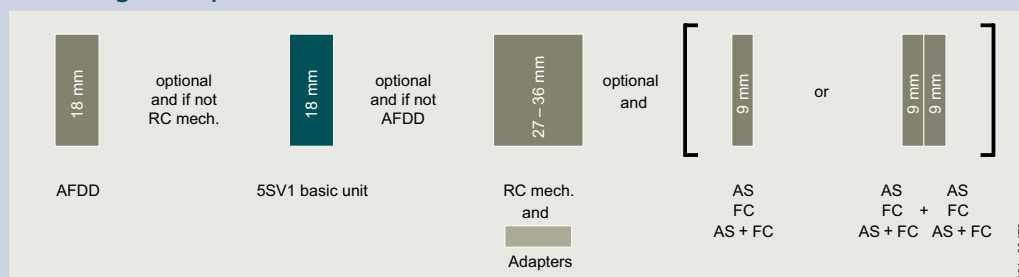 18 mm
optional
and if not
RC mech.
18 mm
optional
and if not
AFDD
27 – 36 mm
optional
and
9 mm
or
9 mm
9 mm
AFDD
5SV1 basic unit
RC mech.
and
Adapters
AS
FC
AS + FC
AS AS
FC + FC
AS + FC AS + FC